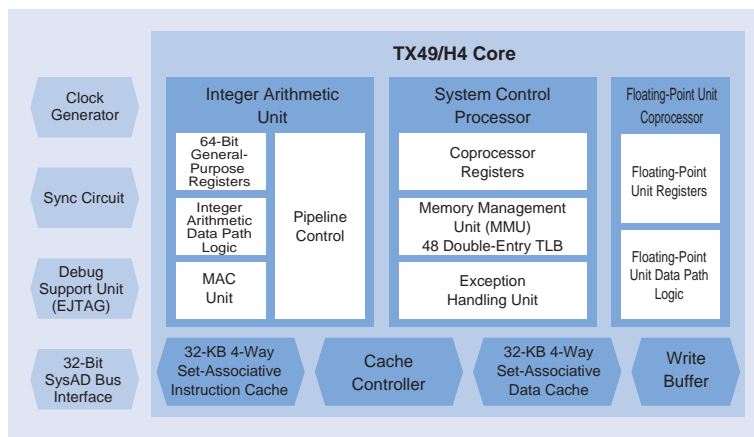 TX49/H4 Core
Clock
Generator
Sync Circuit
Debug
Support Unit
(EJTAG)
32-Bit
SysAD Bus
Interface
Integer Arithmetic
Unit
64-Bit
General-
Purpose
Registers
Integer
Arithmetic
Data Path
Logic
MAC
Unit
Pipeline
Control
System Control
Processor
Coprocessor
Registers
Memory Management
Unit (MMU)
48 Double-Entry TLB
Exception
Handling Unit
Floating-Point Unit
Coprocessor
Floating-Point
Unit Registers
Floating-Point
Unit Data Path
Logic
32-KB 4-Way
Set-Associative
Instruction Cache
Cache
Controller
32-KB 4-Way
Set-Associative
Data Cache
Write
Buffer